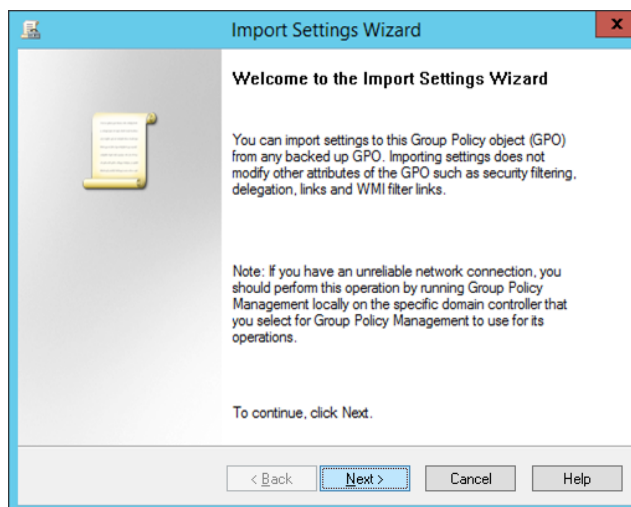 Import Settings Wizard
x
Welcome to the Import Settings Wizard
You can import settings to this Group Policy object (GPO)
from any backed up GPO. Importing settings does not
modify other attributes of the GPO such as security filtering,
delegation, links and WMI filter links.
Note: If you have an unreliable network connection, you
should perform this operation by running Group Policy
Management locally on the specific domain controller that
you select for Group Policy Management to use for its
operations.
To continue, click Next.
< Back Next > Cancel Help